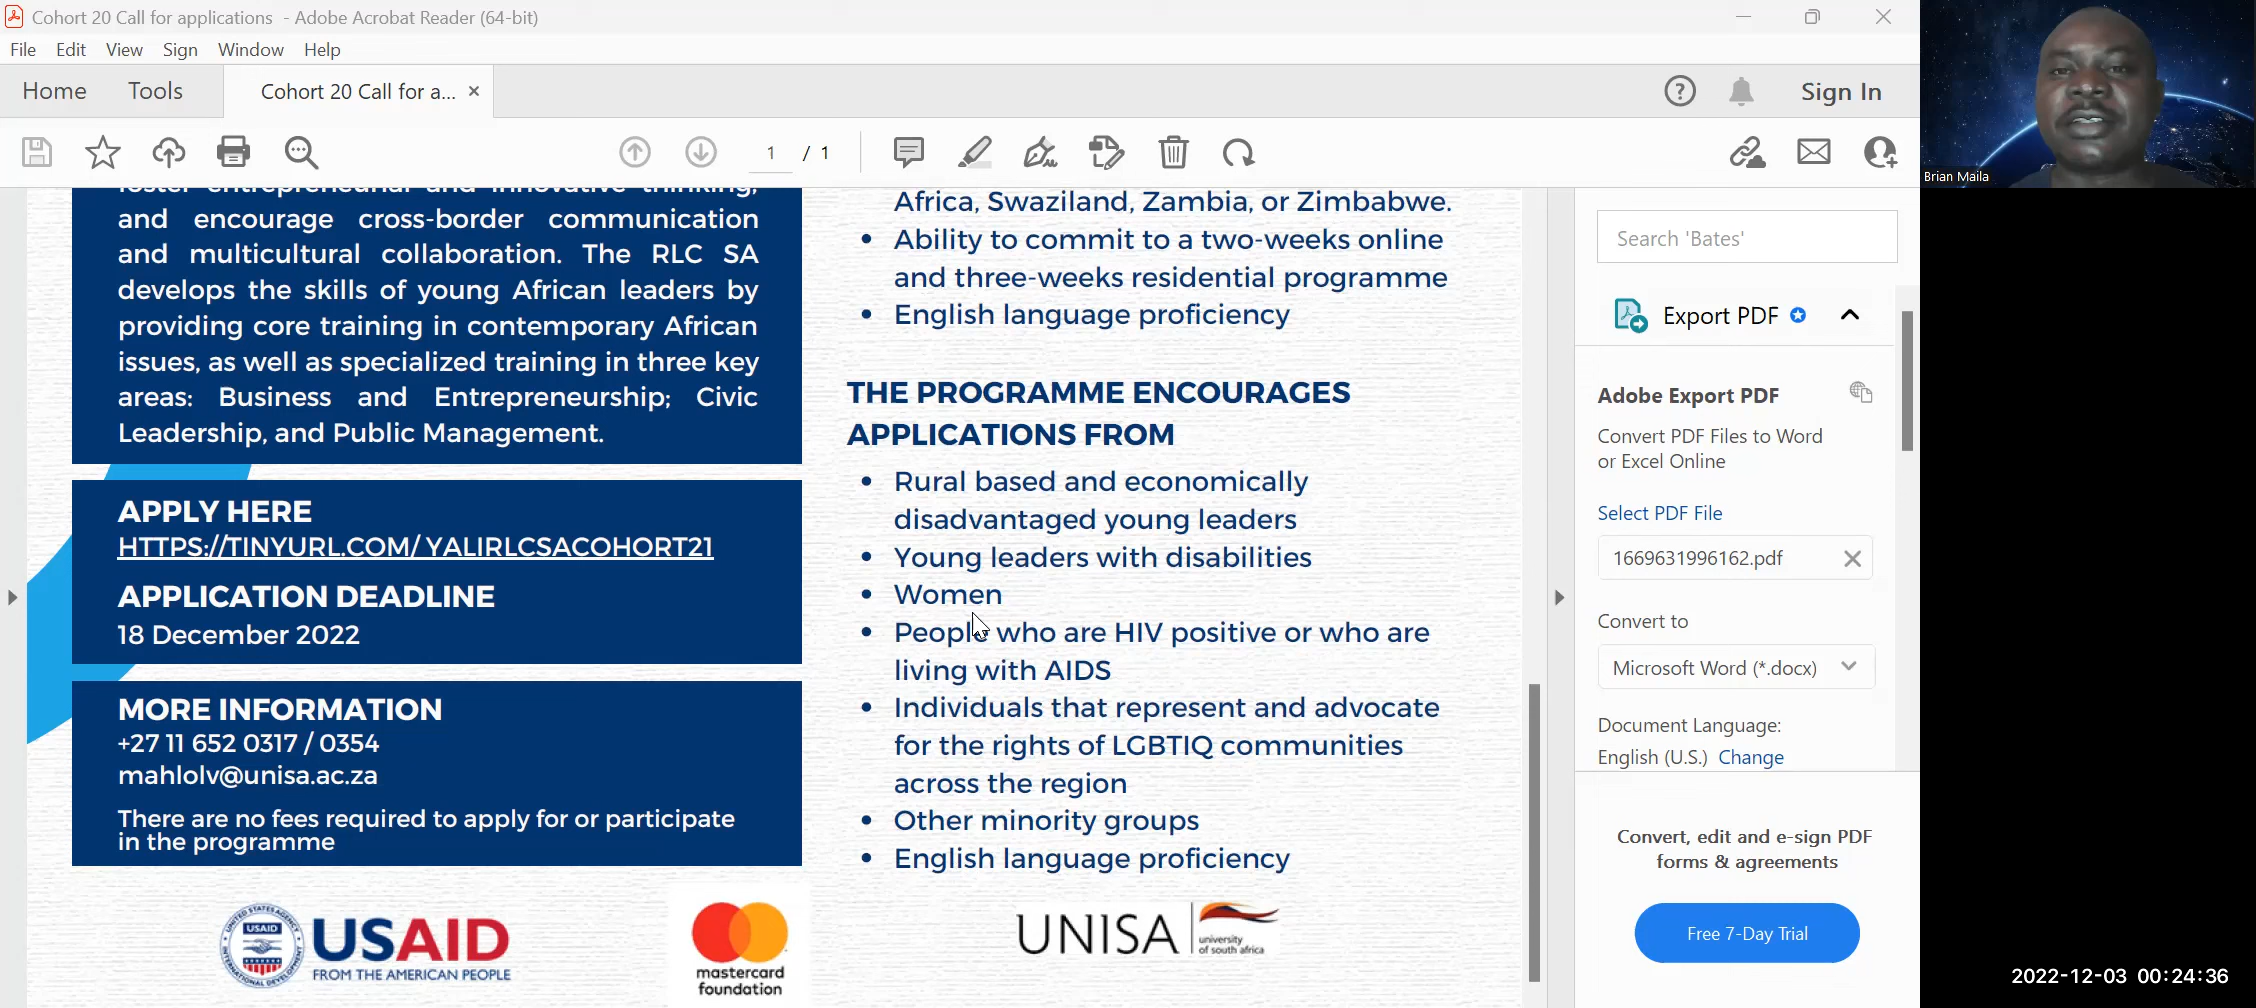 Cohort 20 Call for applications - Adobe Acrobat Reader (64-bit)
File Edit View Sign Window Help
Home Tools Cohort 20 Call for a... ×
Sign In
1 / 1
foster entrepreneurial and innovative thinking,
and encourage cross-border communication
and multicultural collaboration. The RLC SA
develops the skills of young African leaders by
providing core training in contemporary African
issues, as well as specialized training in three key
areas: Business and Entrepreneurship; Civic
Leadership, and Public Management.
APPLY HERE
HTTPS://TINYURL.COM/ YALIRLCSACOHORT21
APPLICATION DEADLINE
18 December 2022
MORE INFORMATION
+27 11 652 0317 / 0354
mahlolv@unisa.ac.za
There are no fees required to apply for or participate
in the programme
Africa, Swaziland, Zambia, or Zimbabwe.
• Ability to commit to a two-weeks online
and three-weeks residential programme
• English language proficiency
THE PROGRAMME ENCOURAGES
APPLICATIONS FROM
• Rural based and economically
disadvantaged young leaders
• Young leaders with disabilities
• Women
• People who are HIV positive or who are
living with AIDS
• Individuals that represent and advocate
for the rights of LGBTIQ communities
across the region
• Other minority groups
• English language proficiency
UNITED STATES AGENCY
USAID
INTERNATIONAL DEVELOPMENT
USAID
FROM THE AMERICAN PEOPLE
mastercard
foundation
UNISA
university
of south africa
Search 'Bates'
Export PDF
Adobe Export PDF
Convert PDF Files to Word
or Excel Online
Select PDF File
1669631996162.pdf
Convert to
Microsoft Word (*.docx)
Document Language:
English (U.S.) Change
Convert, edit and e-sign PDF
forms & agreements
Free 7-Day Trial
Brian Maila
2022-12-03 00:24:36